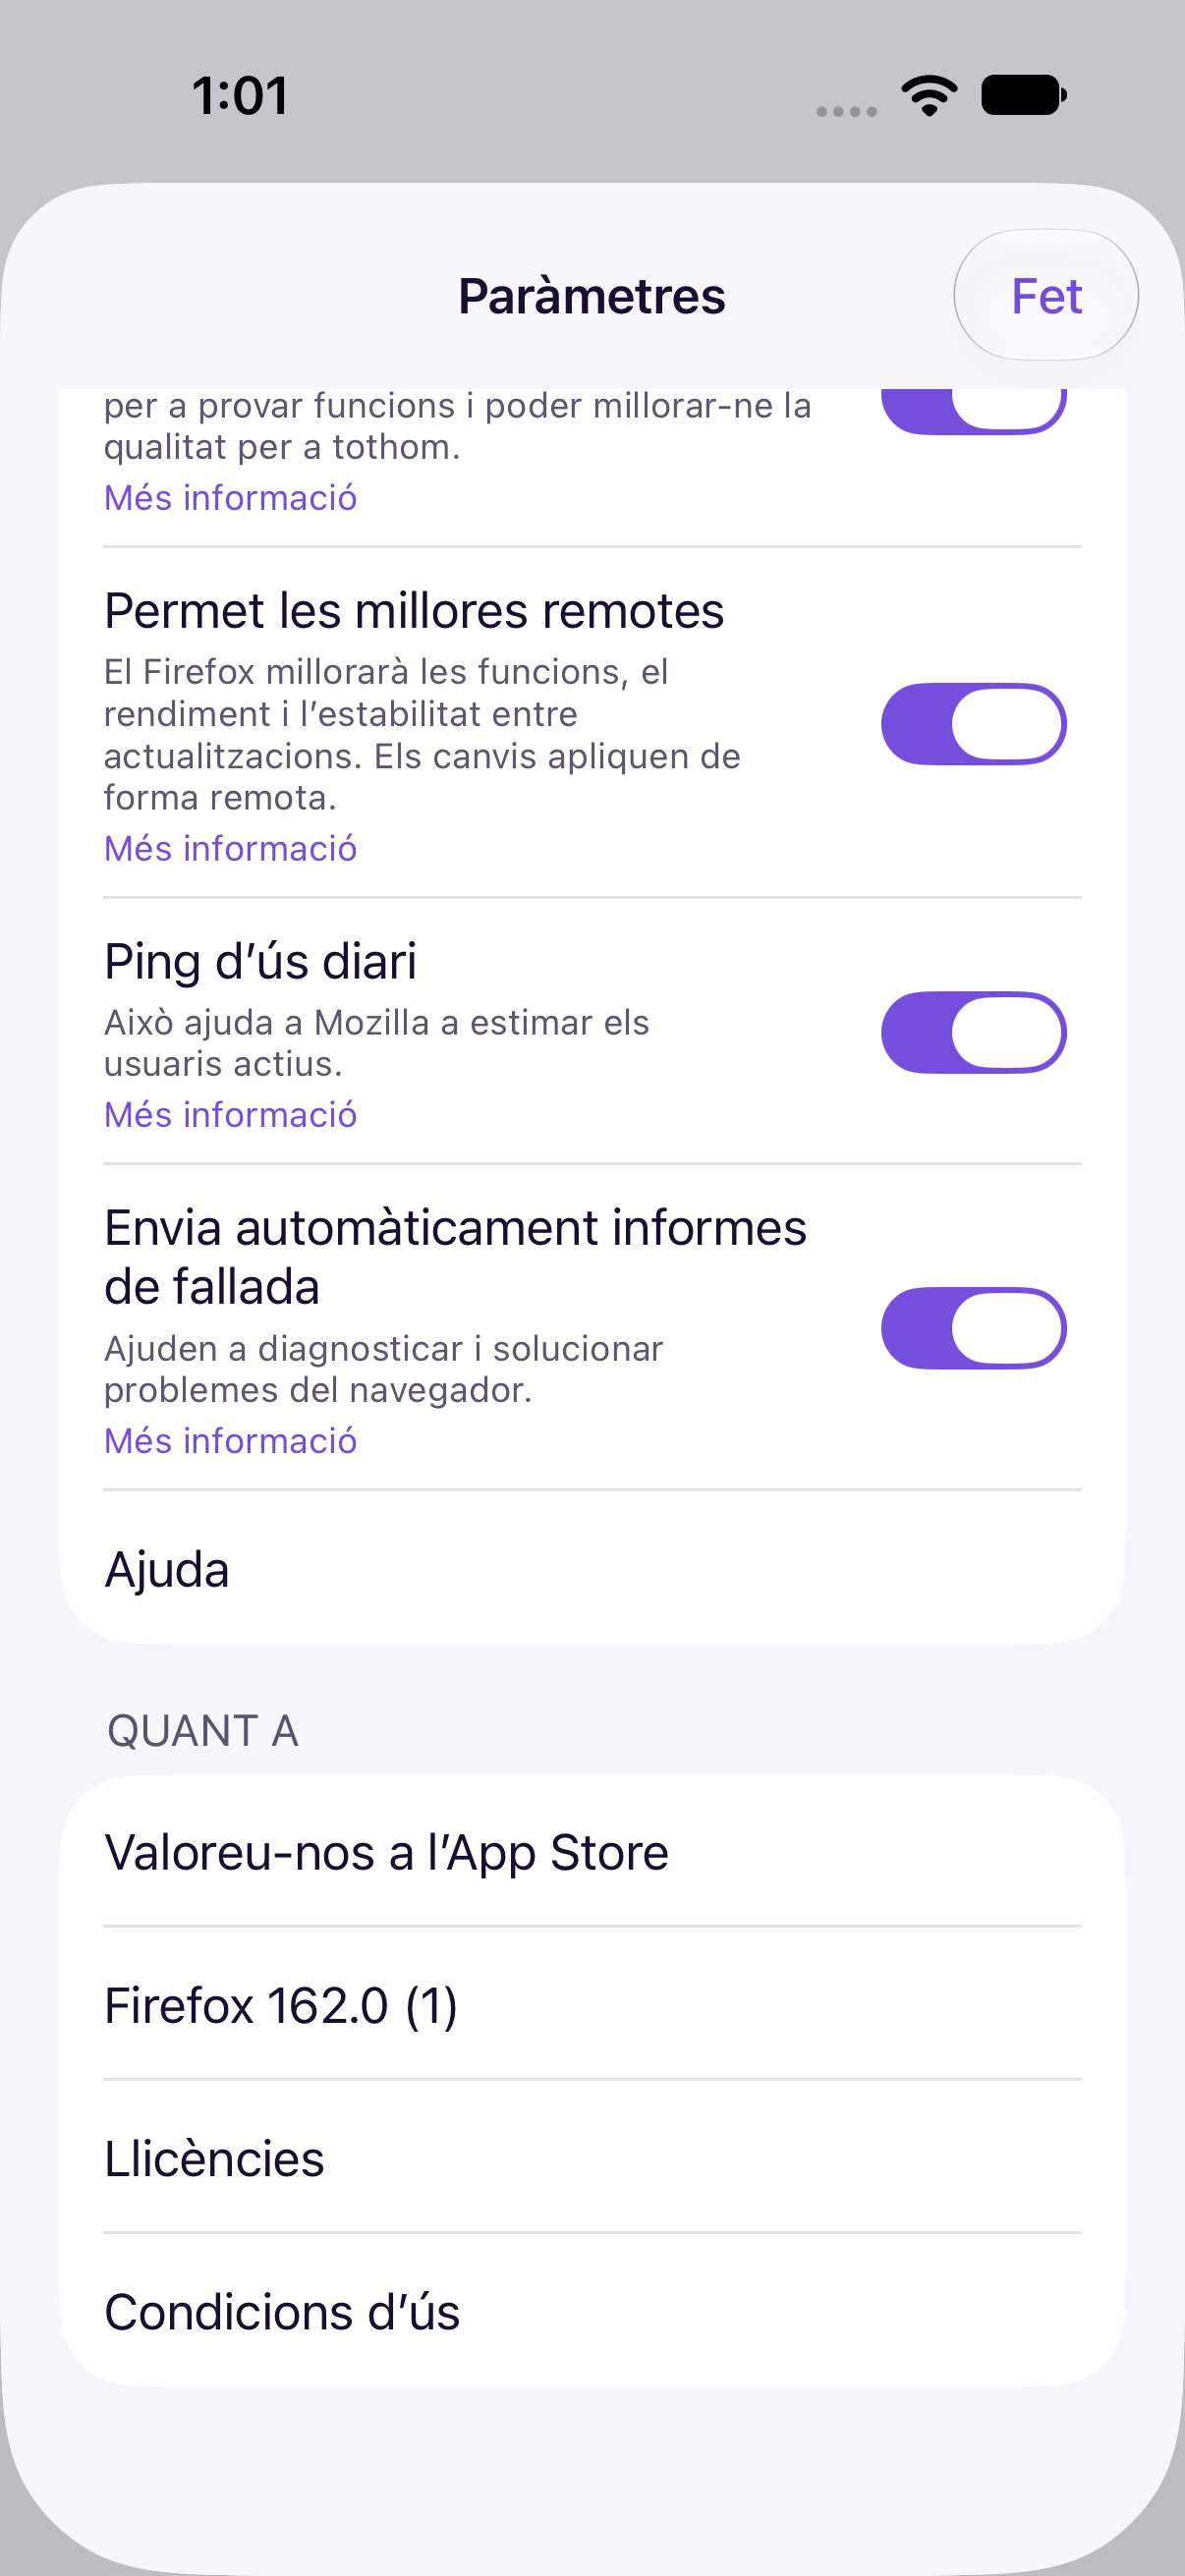 1:01
Paràmetres
Fet
per a provar funcions i poder millorar-ne la
qualitat per a tothom.
Més informació
Permet les millores remotes
El Firefox millorarà les funcions, el
rendiment i l’estabilitat entre
actualitzacions. Els canvis apliquen de
forma remota.
Més informació
Ping d’ús diari
Això ajuda a Mozilla a estimar els
usuaris actius.
Més informació
Envia automàticament informes
de fallada
Ajuden a diagnosticar i solucionar
problemes del navegador.
Més informació
Ajuda
QUANT A
Valoreu-nos a l’App Store
Firefox 162.0 (1)
Llicències
Condicions d’ús